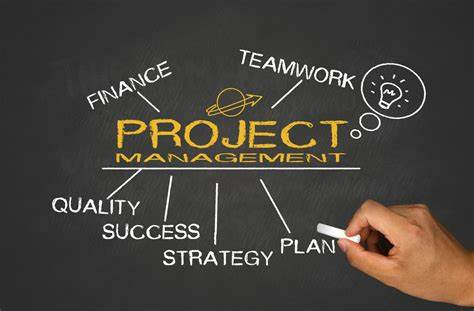 FINANCE
TEAMWORK
PROJECT
MANAGEMENT
QUALITY
SUCCESS
STRATEGY
PLAN